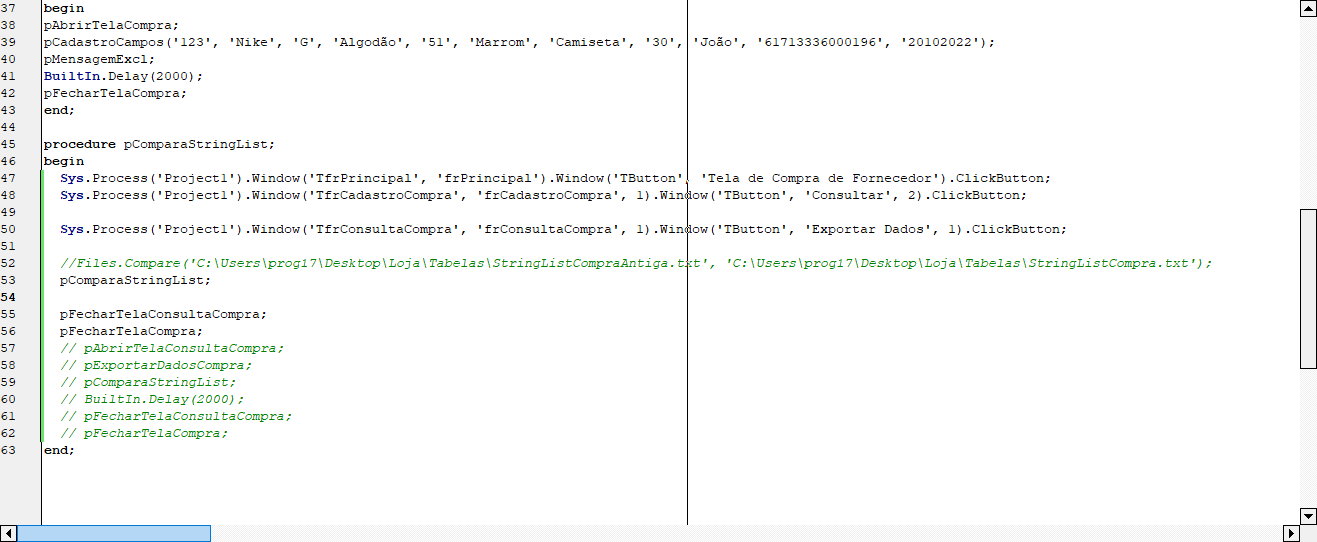 37 begin
38 pAbrirTelaCompra;
39 pCadastroCampos('123', 'Nike', 'G', 'Algodão', '51', 'Marrom', 'Camiseta', '30', 'João', '61713336000196', '20102022');
40 pMensagemExcl;
41 BuiltIn.Delay(2000);
42 pFecharTelaCompra;
43 end;
44
45 procedure pComparaStringList;
46 begin
47 Sys.Process('Project1').Window('TfrPrincipal', 'frPrincipal').Window('TButton', 'Tela de Compra de Fornecedor').ClickButton;
48 Sys.Process('Project1').Window('TfrCadastroCompra', 'frCadastroCompra', 1).Window('TButton', 'Consultar', 2).ClickButton;
49
50 Sys.Process('Project1').Window('TfrConsultaCompra', 'frConsultaCompra', 1).Window('TButton', 'Exportar Dados', 1).ClickButton;
51
52 //Files.Compare('C:\Users\prog17\Desktop\Loja\Tabelas\StringListCompraAntiga.txt', 'C:\Users\prog17\Desktop\Loja\Tabelas\StringListCompra.txt');
53 pComparaStringList;
54
55 pFecharTelaConsultaCompra;
56 pFecharTelaCompra;
57 // pAbrirTelaConsultaCompra;
58 // pExportarDadosCompra;
59 // pComparaStringList;
60 // BuiltIn.Delay(2000);
61 // pFecharTelaConsultaCompra;
62 // pFecharTelaCompra;
63 end;